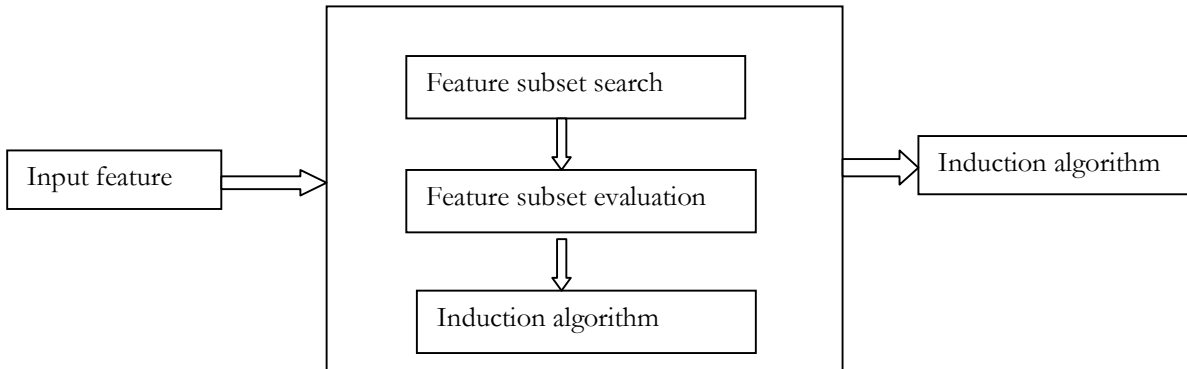 Input feature
Feature subset search
Feature subset evaluation
Induction algorithm
Induction algorithm